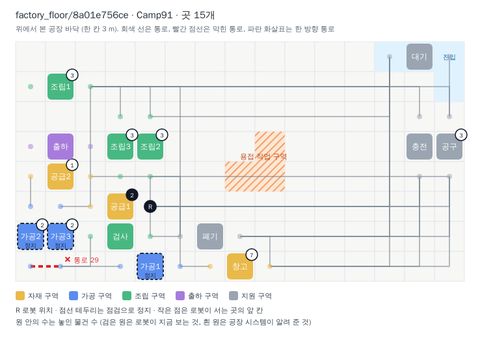 factory_floor/8a01e756ce · Camp91 · 곳 15개
위에서 본 공장 바닥 (한 칸 3 m). 회색 선은 통로, 빨간 점선은 막힌 통로, 파란 화살표는 한 방향 통로
대기
진입
조립1
3
출하
조립3
3
조립2
3
용접 작업 구역
충전
공구
3
공급2
1
공급1
2
R
가공2
2
정지
가공3
2
정지
검사
폐기
✕ 통로 29
가공1
정지
창고
7
자재 구역
가공 구역
조립 구역
출하 구역
지원 구역
R 로봇 위치 · 점선 테두리는 점검으로 정지 · 작은 점은 로봇이 서는 곳의 앞 칸
원 안의 수는 놓인 물건 수 (검은 원은 로봇이 지금 보는 것, 흰 원은 공장 시스템이 알려 준 것)